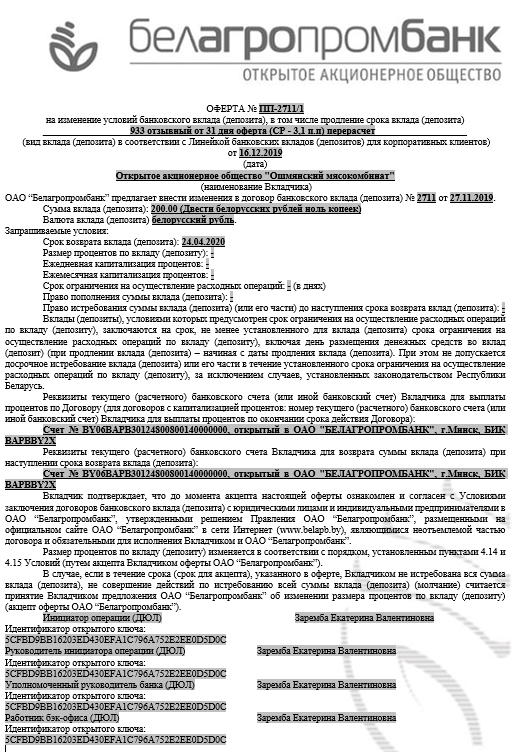 белагропромбанк
ОТКРЫТОЕ АКЦИОНЕРНОЕ ОБЩЕСТВО
ОФЕРТА № ПП-2711/1
на изменение условий банковского вклада (депозита), в том числе продление срока вклада (депозита)
933 отзывный от 31 дня оферта (СР - 3,1 п.п) перерасчет
(вид вклада (депозита) в соответствии с Линейкой банковских вкладов (депозитов) для корпоративных клиентов)
от 16.12.2019
(дата)
Открытое акционерное общество "Ошмянский мясокомбинат"
(наименование Вкладчика)
ОАО “Белагропромбанк” предлагает внести изменения в договор банковского вклада (депозита) № 2711 от 27.11.2019.
Сумма вклада (депозита): 200.00 (Двести белорусских рублей ноль копеек)
Валюта вклада (депозита) белорусский рубль.
Запрашиваемые условия:
Срок возврата вклада (депозита): 24.04.2020
Размер процентов по вкладу (депозиту): -
Ежедневная капитализация процентов: -
Ежемесячная капитализация процентов: -
Срок ограничения на осуществление расходных операций: - (в днях)
Право пополнения суммы вклада (депозита): -
Право истребования суммы вклада (депозита) (или его части) до наступления срока возврата вклад (депозита): -
Вклады (депозиты), условиями которых предусмотрен срок ограничения на осуществление расходных операций
по вкладу (депозиту), заключаются на срок, не менее установленного для вклада (депозита) срока ограничения на
осуществление расходных операций по вкладу (депозиту), включая день размещения денежных средств во вклад
(депозит) (при продлении вклада (депозита) – начиная с даты продления вклада (депозита). При этом не допускается
досрочное истребование вклада (депозита) или его части в течение установленного срока ограничения на осуществление
расходных операций по вкладу (депозиту), за исключением случаев, установленных законодательством Республики
Беларусь.
Реквизиты текущего (расчетного) банковского счета (или иной банковский счет) Вкладчика для выплаты
процентов по Договору (для договоров с капитализацией процентов: номер текущего (расчетного) банковского счета (или
иной банковский счет) Вкладчика для выплаты процентов по окончании срока действия Договора):
Счет № BY06BAPB30124800800140000000, открытый в ОАО "БЕЛАГРОПРОМБАНК", г.Минск, БИК
BAPBBY2X
Реквизиты текущего (расчетного) банковского счета Вкладчика для возврата суммы вклада (депозита) при
наступлении срока возврата вклада (депозита):
Счет № BY06BAPB30124800800140000000, открытый в ОАО "БЕЛАГРОПРОМБАНК", г.Минск, БИК
BAPBBY2X
Вкладчик подтверждает, что до момента акцепта настоящей оферты ознакомлен и согласен с Условиями
заключения договоров банковского вклада (депозита) с юридическими лицами и индивидуальными предпринимателями в
ОАО “Белагропромбанк”, утвержденными решением Правления ОАО “Белагропромбанк”, размещенными на
официальном сайте ОАО “Белагропромбанк” в сети Интернет (www.belapb.by), являющимися неотъемлемой частью
договора и обязательными для исполнения Вкладчиком и ОАО “Белагропромбанк”.
Размер процентов по вкладу (депозиту) изменяется в соответствии с порядком, установленным пунктами 4.14 и
4.15 Условий (путем акцепта Вкладчиком оферты ОАО “Белагропромбанк”).
В случае, если в течение срока (срок для акцепта), указанного в оферте, Вкладчиком не истребована вся сумма
вклада (депозита), не совершение действий по истребованию всей суммы вклада (депозита) (молчание) считается
принятие Вкладчиком предложения ОАО “Белагропромбанк” об изменении размера процентов по вкладу (депозиту)
(акцепт оферты ОАО “Белагропромбанк”).
Инициатор операции (ДЮЛ) Заремба Екатерина Валентиновна
Идентификатор открытого ключа:
5CFBD9BB16203ED430EFA1C796A752E2EE0D5D0C
Руководитель инициатора операции (ДЮЛ) Заремба Екатерина Валентиновна
Идентификатор открытого ключа:
5CFBD9BB16203ED430EFA1C796A752E2EE0D5D0C
Уполномоченный руководитель банка (ДЮЛ) Заремба Екатерина Валентиновна
Идентификатор открытого ключа:
5CFBD9BB16203ED430EFA1C796A752E2EE0D5D0C
Работник бэк-офиса (ДЮЛ) Заремба Екатерина Валентиновна
Идентификатор открытого ключа:
5CFBD9BB16203ED430EFA1C796A752E2EE0D5D0C